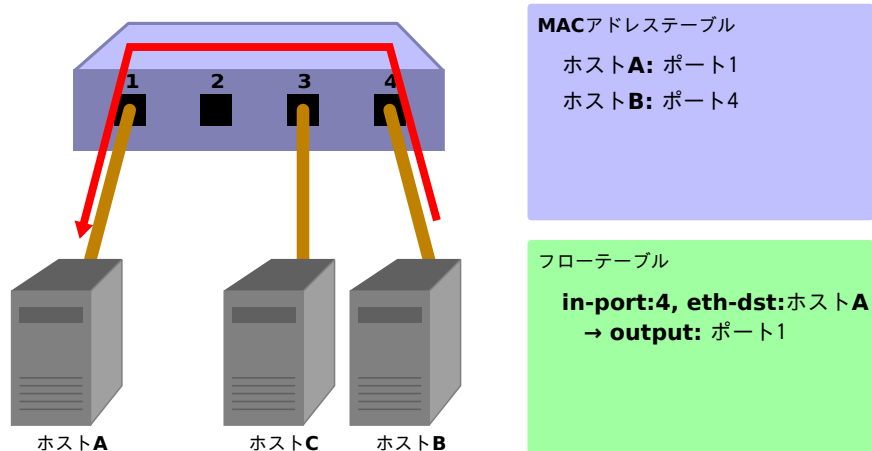 1 2 3 4
ホストA
ホストC
ホストB
MACアドレステーブル
ホストA: ポート1
ホストB: ポート4
フローテーブル
in-port:4, eth-dst:ホストA
→ output: ポート1